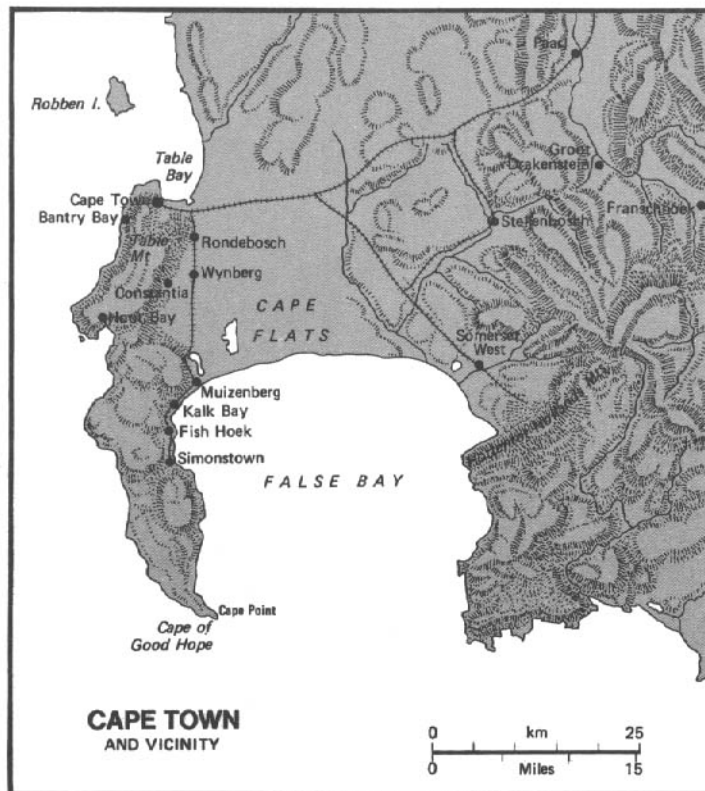 Paarl
Robben I.
Table
Bay
Groot
Drakenstein
Cape Town
Bantry Bay
Franschhoek
Stellenbosch
Table
Mt
Rondebosch
Wynberg
Constantia
CAPE
FLATS
Hout Bay
Somerset
West
Muizenberg
Kalk Bay
Fish Hoek
Simonstown
FALSE BAY
Cape Point
Cape of
Good Hope
CAPE TOWN
AND VICINITY
0 km 25
0 Miles 15